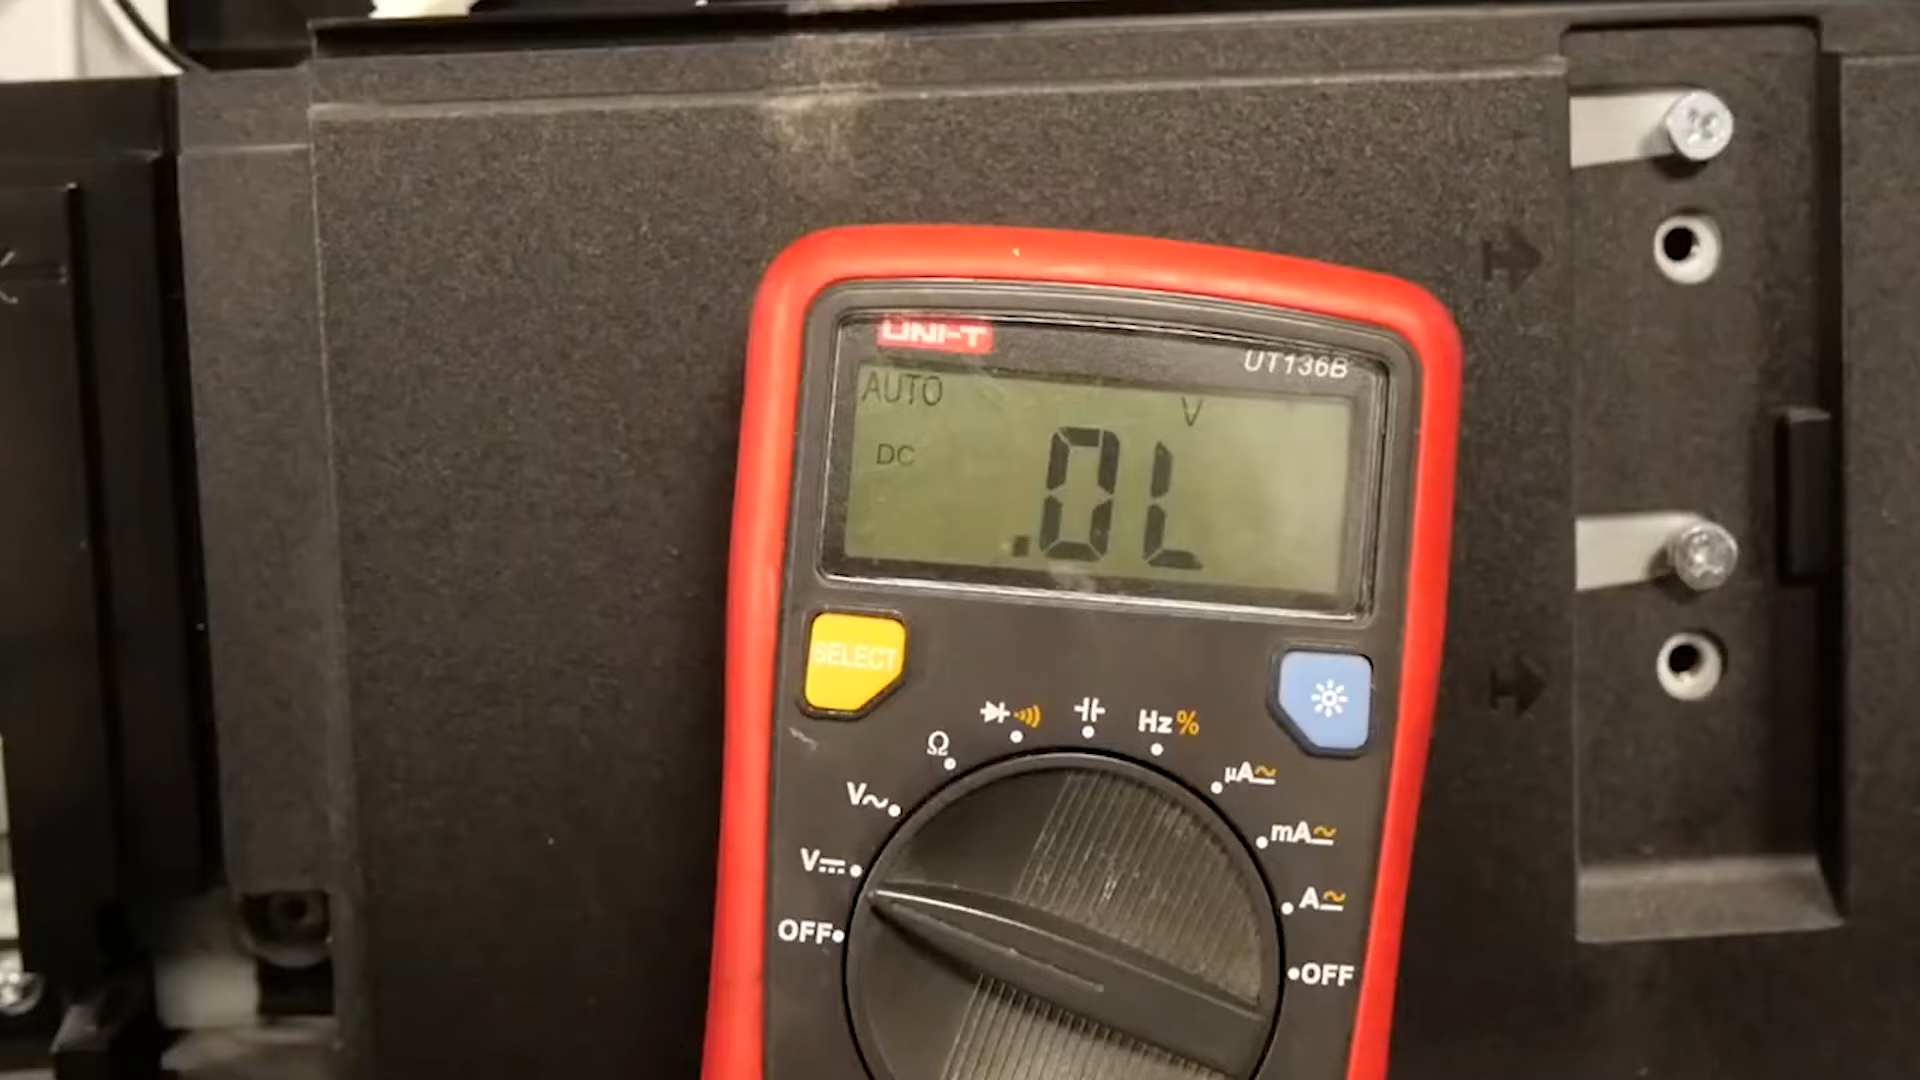 UNI-T
UT136B
AUTO
V
DC
.0L
SELECT
Hz %
Ω
µA
V~
mA
V
A
OFF
OFF